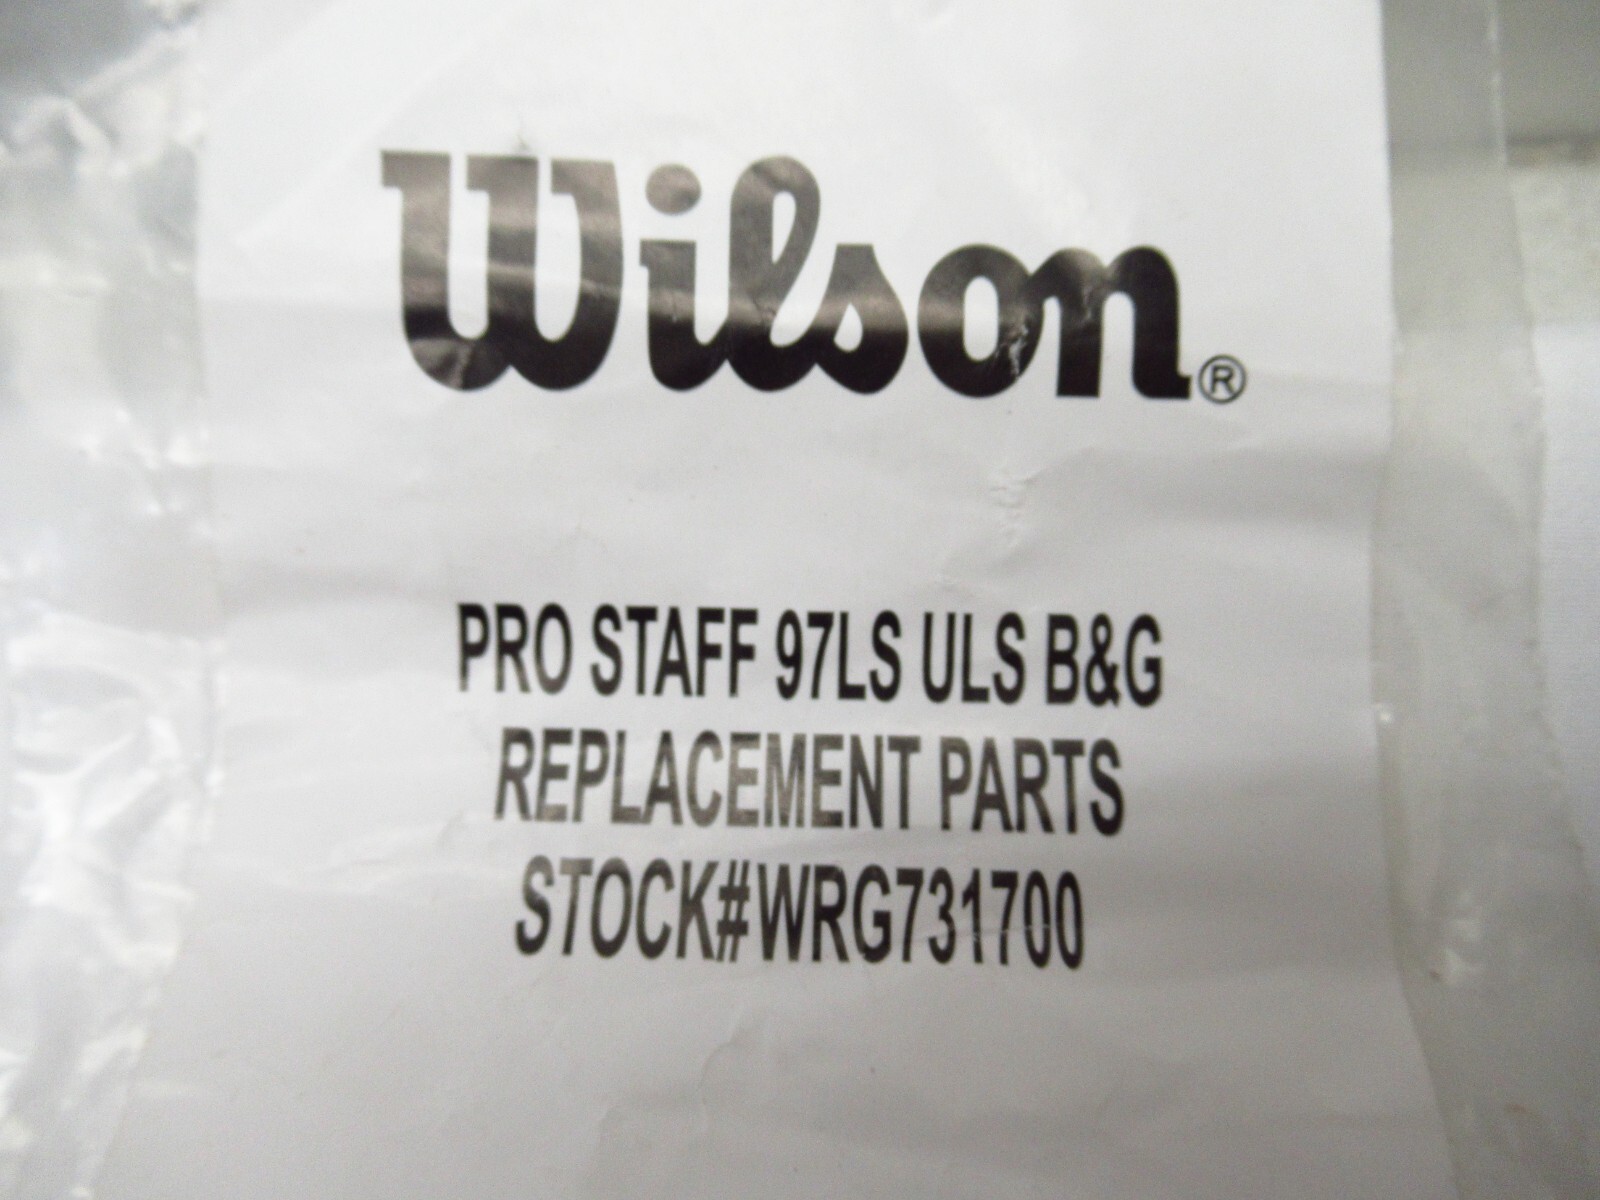 Wilson®
PRO STAFF 97LS ULS B&G
REPLACEMENT PARTS
STOCK#WRG731700